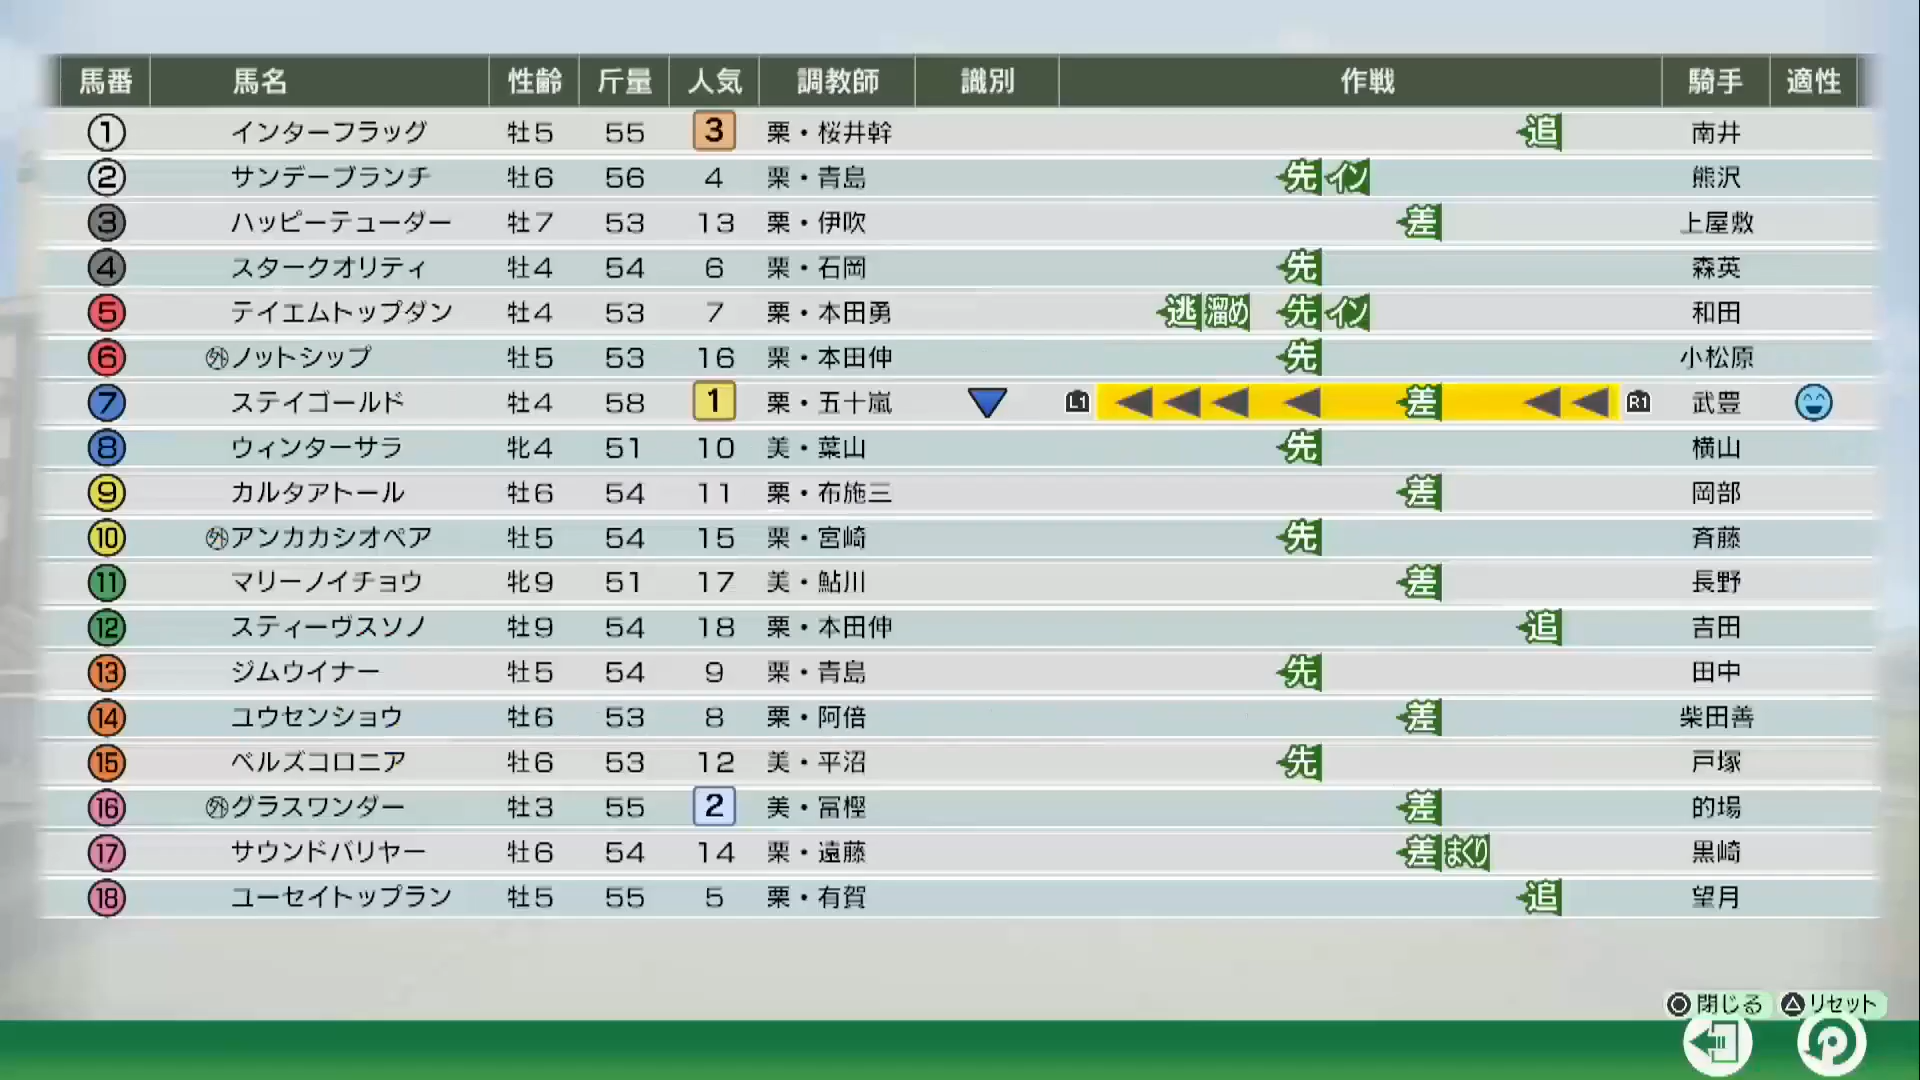 馬番 馬名 性齢 斤量 人気 調教師 識別 作戦 騎手 適性
1 インターフラッグ 牡5 55 3 栗・桜井幹 追 南井
2 サンデーブランチ 牡6 56 4 栗・青島 先 イン 熊沢
3 ハッピーテューダー 牡7 53 13 栗・伊吹 差 上屋敷
4 スタークオリティ 牡4 54 6 栗・石岡 先 森英
5 テイエムトップダン 牡4 53 7 栗・本田勇 逃 溜め 先 イン 和田
6 外 ノットシップ 牡5 53 16 栗・本田伸 先 小松原
7 ステイゴールド 牡4 58 1 栗・五十嵐 L1 差 R1 武豊
8 ウィンターサラ 牝4 51 10 美・葉山 先 横山
9 カルタアトール 牡6 54 11 栗・布施三 差 岡部
10 外 アンカカシオペア 牡5 54 15 栗・宮崎 先 斉藤
11 マリーノイチョウ 牝9 51 17 美・鮎川 差 長野
12 スティーヴスソノ 牡9 54 18 栗・本田伸 追 吉田
13 ジムウイナー 牡5 54 9 栗・青島 先 田中
14 ユウセンショウ 牡6 53 8 栗・阿倍 差 柴田善
15 ベルズコロニア 牡6 53 12 美・平沼 先 戸塚
16 外 グラスワンダー 牡3 55 2 美・冨樫 差 的場
17 サウンドバリヤー 牡6 54 14 栗・遠藤 差 まくり 黒崎
18 ユーセイトップラン 牡5 55 5 栗・有賀 追 望月
閉じる リセット